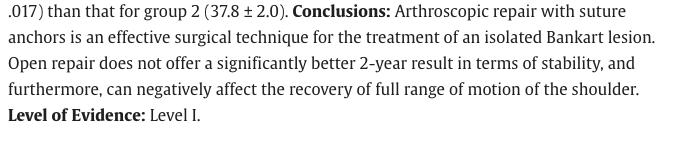 .017) than that for group 2 (37.8 ± 2.0). Conclusions: Arthroscopic repair with suture
anchors is an effective surgical technique for the treatment of an isolated Bankart lesion.
Open repair does not offer a significantly better 2-year result in terms of stability, and
furthermore, can negatively affect the recovery of full range of motion of the shoulder.
Level of Evidence: Level I.